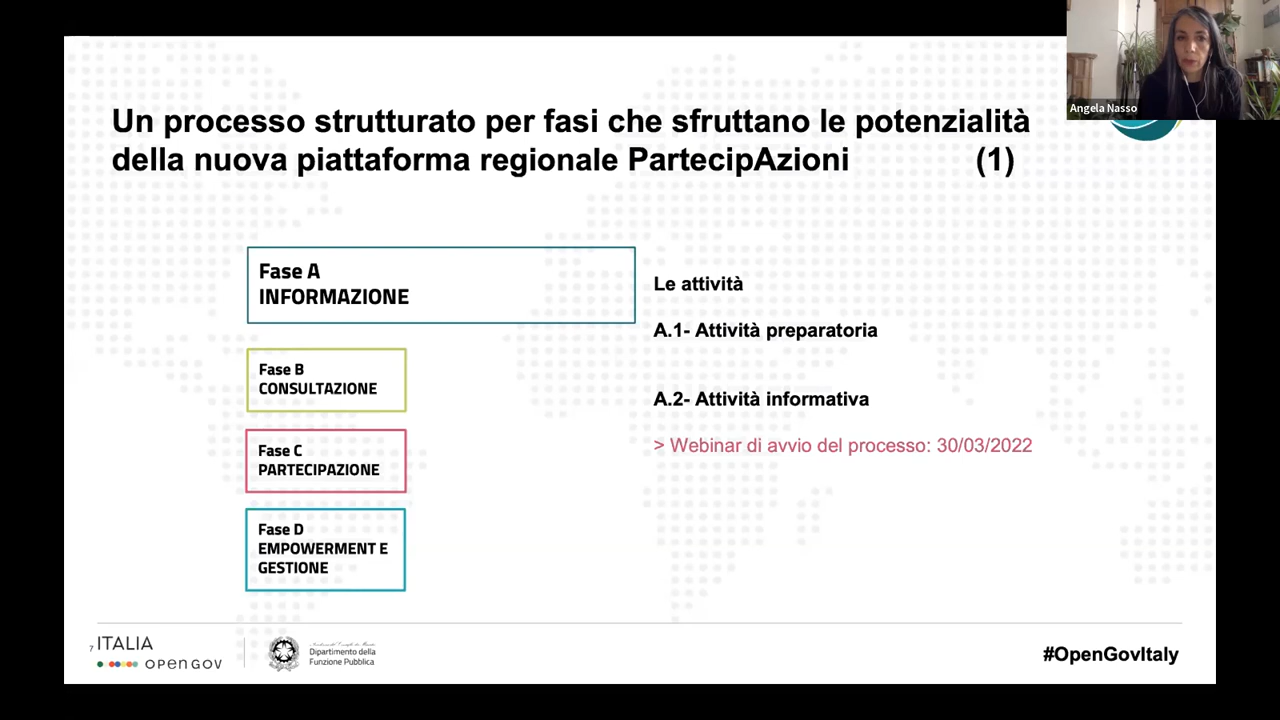 Angela Nasso
Un processo strutturato per fasi che sfruttano le potenzialità
della nuova piattaforma regionale PartecipAzioni (1)
Fase A
INFORMAZIONE
Le attività
A.1- Attività preparatoria
A.2- Attività informativa
> Webinar di avvio del processo: 30/03/2022
Fase B
CONSULTAZIONE
Fase C
PARTECIPAZIONE
Fase D
EMPOWERMENT E
GESTIONE
7
ITALIA
OPEN GOV
Dipartimento della
Funzione Pubblica
#OpenGovItaly